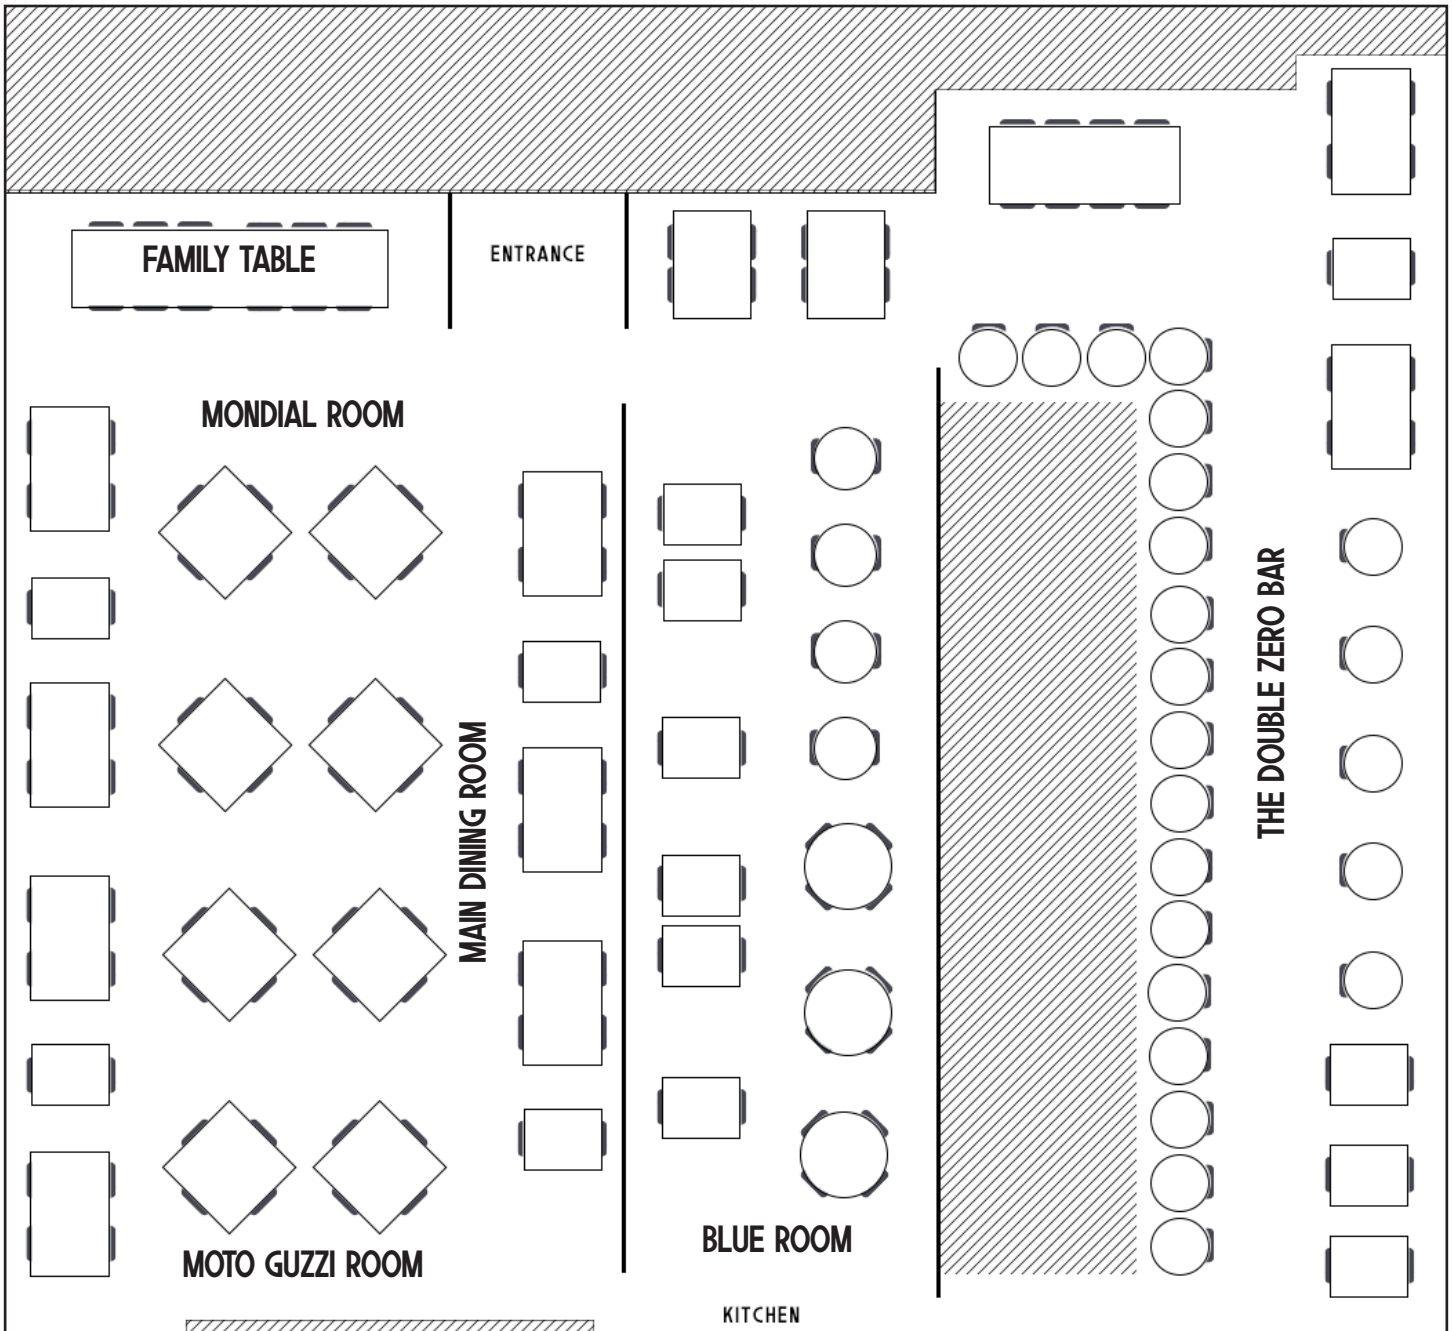 FAMILY TABLE
ENTRANCE
MONDIAL ROOM
MAIN DINING ROOM
THE DOUBLE ZERO BAR
BLUE ROOM
MOTO GUZZI ROOM
KITCHEN